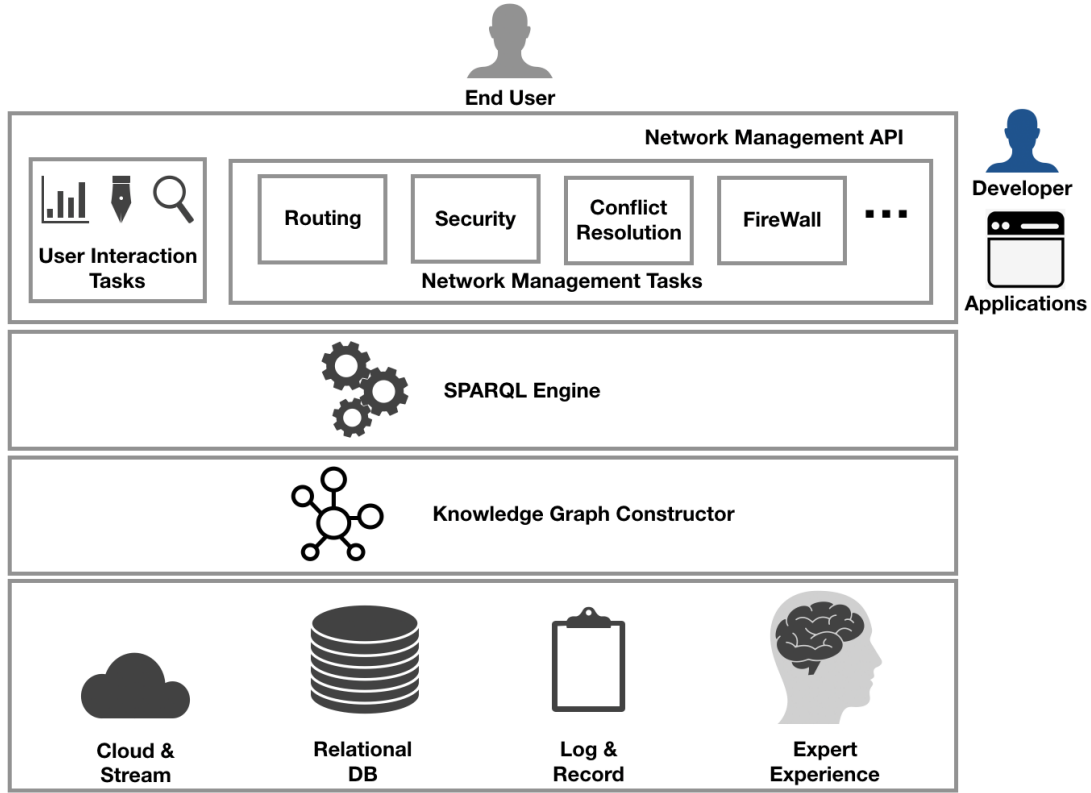 End User
Network Management API
Developer
Applications
User Interaction
Tasks
Routing
Security
Conflict
Resolution
FireWall
...
Network Management Tasks
SPARQL Engine
Knowledge Graph Constructor
Cloud &
Stream
Relational
DB
Log &
Record
Expert
Experience